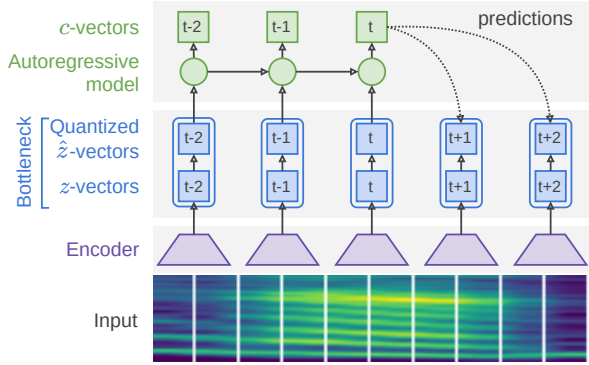 c-vectors
t-2
t-1
t
predictions
Autoregressive
model
Bottleneck
Quantized
ẑ-vectors
t-2
t-1
t
t+1
t+2
z-vectors
t-2
t-1
t
t+1
t+2
Encoder
Input